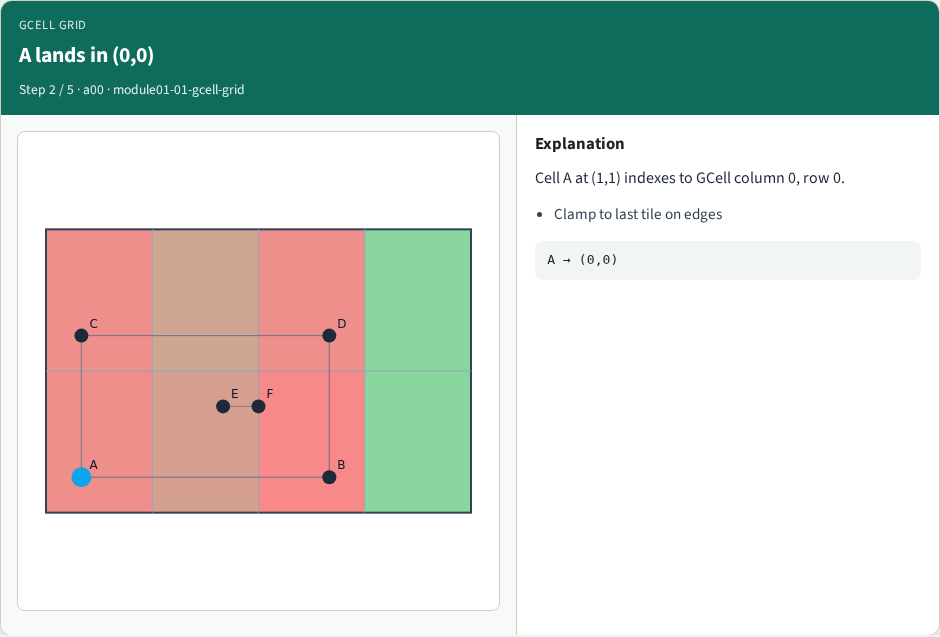 GCELL GRID
A lands in (0,0)
Step 2 / 5 · a00 · module01-01-gcell-grid
C
D
E
F
A
B
Explanation
Cell A at (1,1) indexes to GCell column 0, row 0.
• Clamp to last tile on edges
A → (0,0)